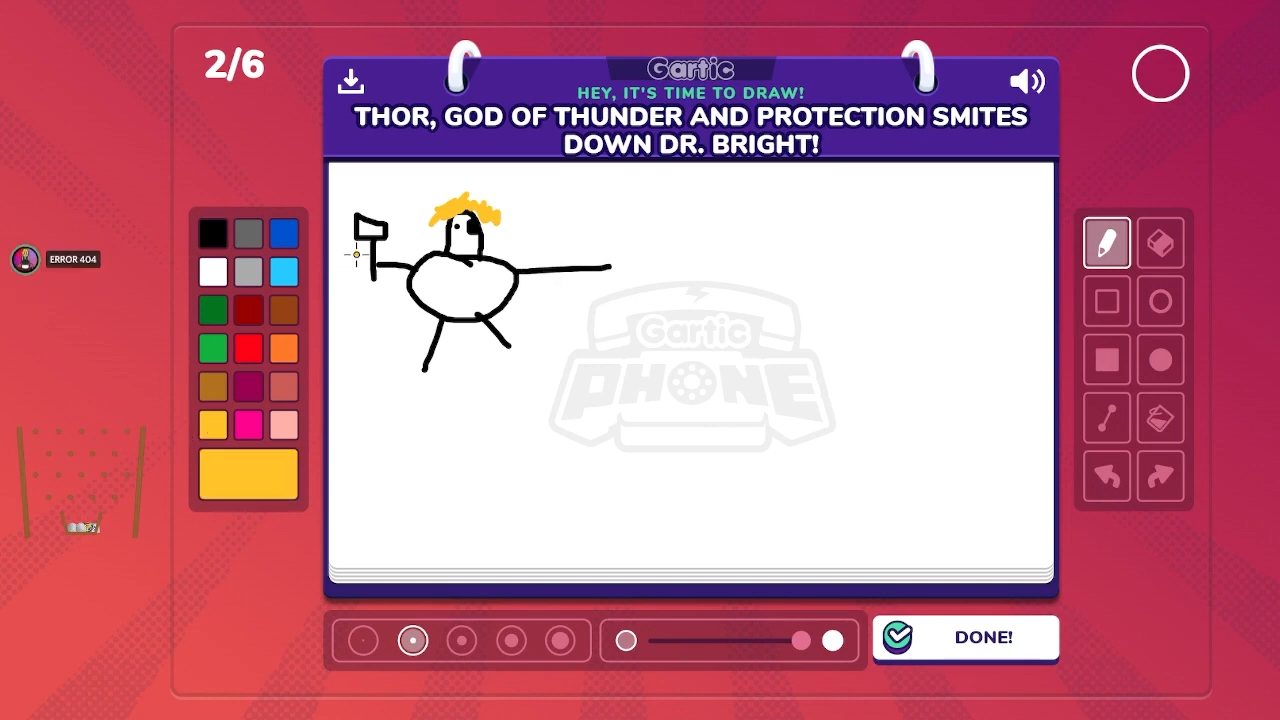 2/6
Gartic
HEY, IT'S TIME TO DRAW!
THOR, GOD OF THUNDER AND PROTECTION SMITES
DOWN DR. BRIGHT!
ERROR 404
Gartic
PHONE
DONE!